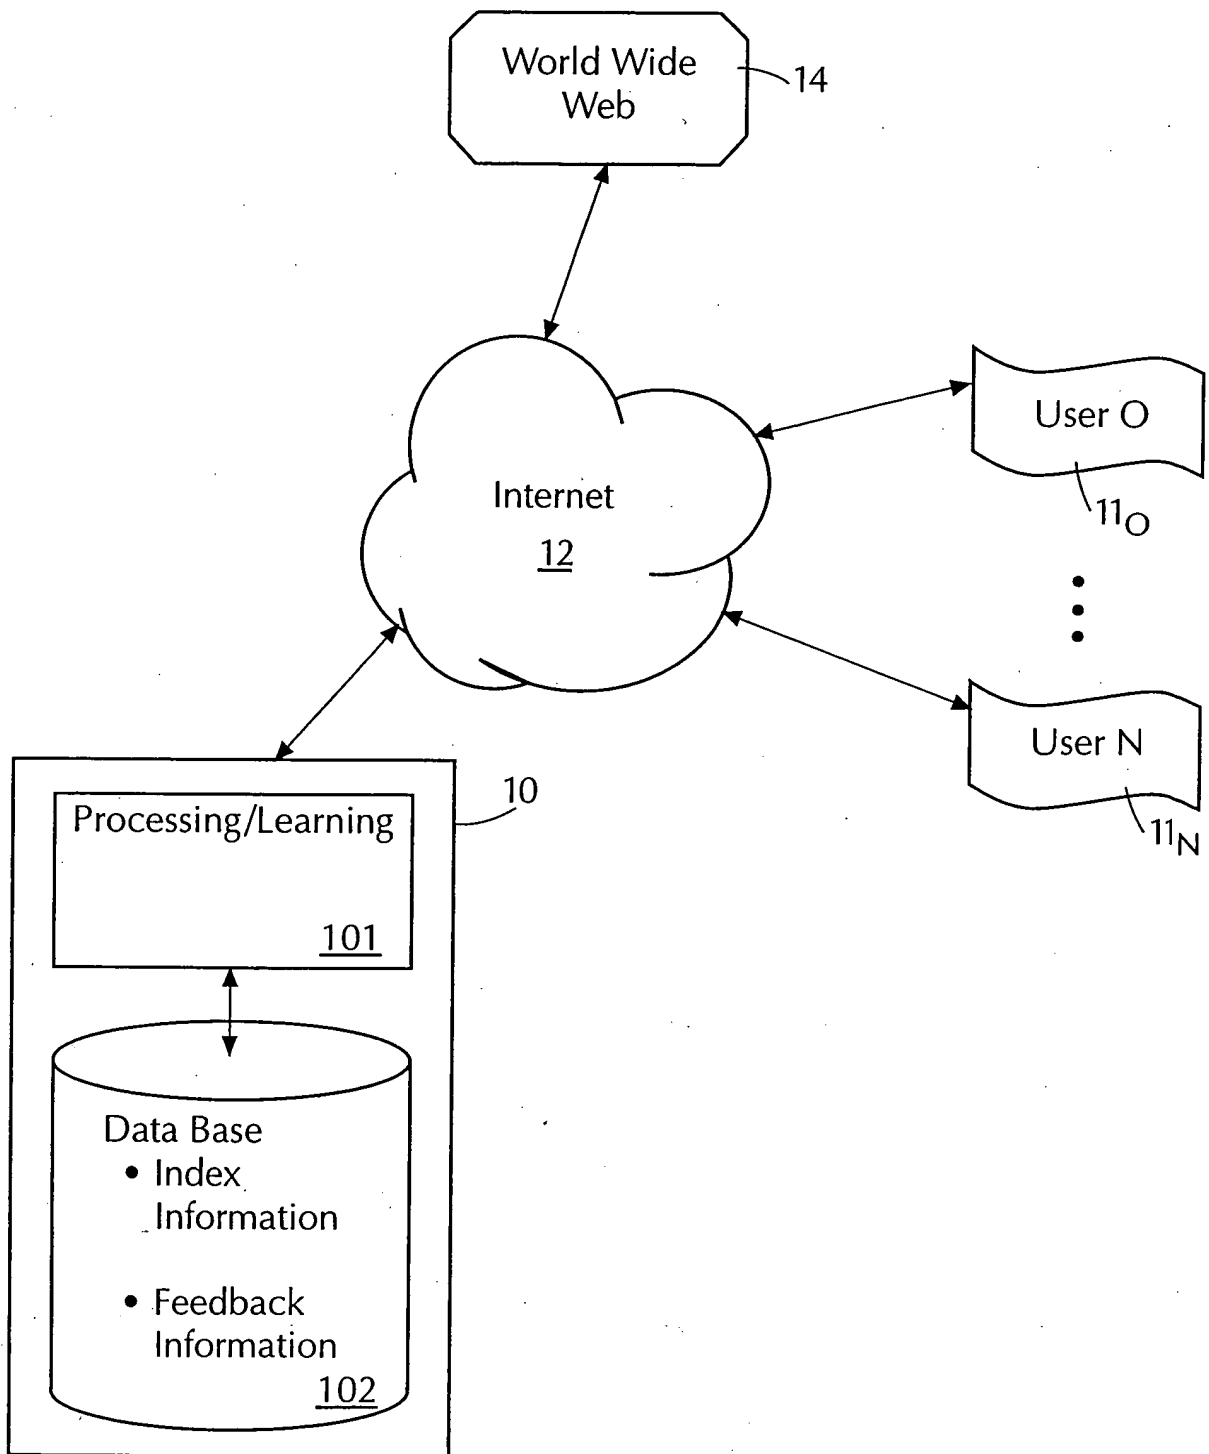 World Wide
Web
14
User O
11O
Internet
12
User N
11N
10
Processing/Learning
101
Data Base
• Index
Information
• Feedback
Information
102